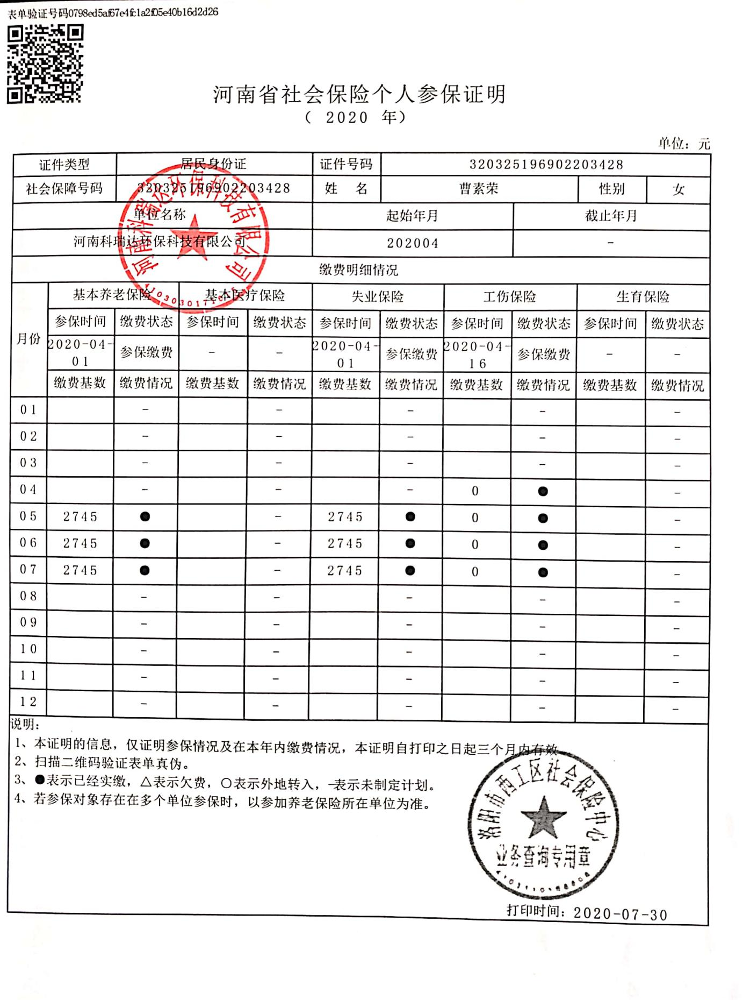 表单验证号码0798ed5af67e4fc1a2f05e40b16d2d26
河南省社会保险个人参保证明
（ 2020 年）
单位：元
证件类型 居民身份证 证件号码 320325196902203428
社会保障号码 320325196902203428 姓 名 曹素荣 性别 女
单位名称 起始年月 截止年月
河南科瑞达环保科技有限公司 202004 -
缴费明细情况
月份 基本养老保险 基本医疗保险 失业保险 工伤保险 生育保险
参保时间 缴费状态 参保时间 缴费状态 参保时间 缴费状态 参保时间 缴费状态 参保时间 缴费状态
2020-04-01 参保缴费 - - 2020-04-01 参保缴费 2020-04-16 参保缴费 - -
缴费基数 缴费情况 缴费基数 缴费情况 缴费基数 缴费情况 缴费基数 缴费情况 缴费基数 缴费情况
01 - - - - -
02 - - - - -
03 - - - - -
04 - - - 0 ● -
05 2745 ● - 2745 ● 0 ● -
06 2745 ● - 2745 ● 0 ● -
07 2745 ● - 2745 ● 0 ● -
08 - - - - -
09 - - - - -
10 - - - - -
11 - - - - -
12 - - - - -
说明：
1、本证明的信息，仅证明参保情况及在本年内缴费情况，本证明自打印之日起三个月内有效
2、扫描二维码验证表单真伪。
3、●表示已经实缴，△表示欠费，○表示外地转入，—表示未制定计划。
4、若参保对象存在在多个单位参保时，以参加养老保险所在单位为准。
河南科瑞达环保科技有限公司
洛阳市西工区社会保险中心
业务查询专用章
打印时间：2020-07-30